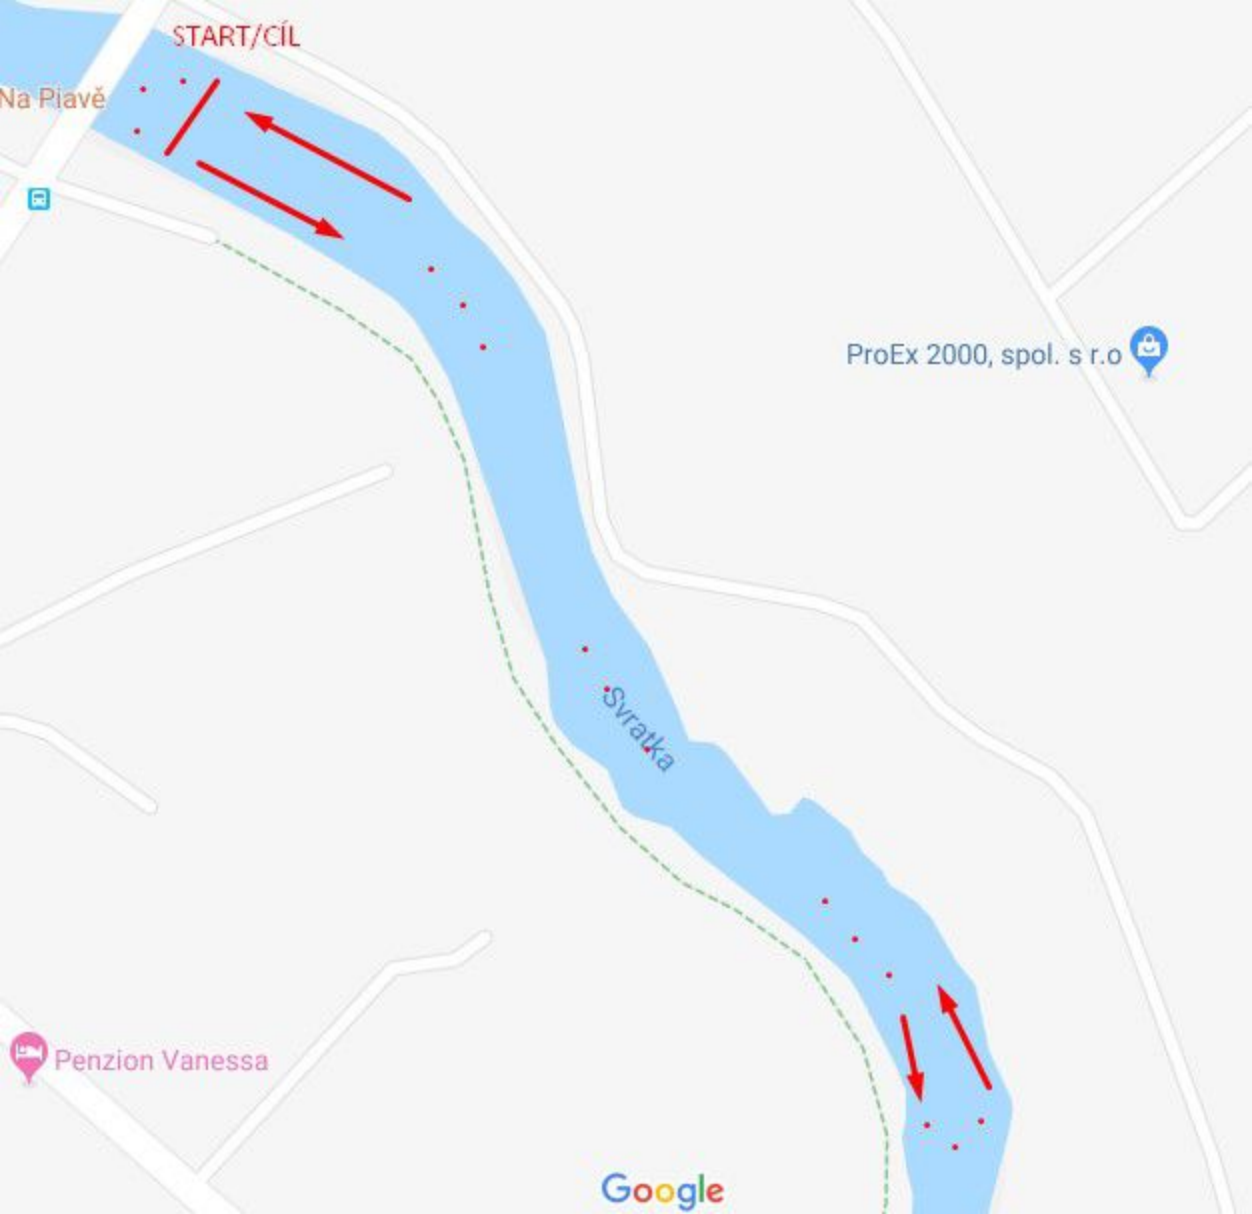 START/CÍL
Na Piavě
ProEx 2000, spol. s r.o
Svratka
Penzion Vanessa
Google